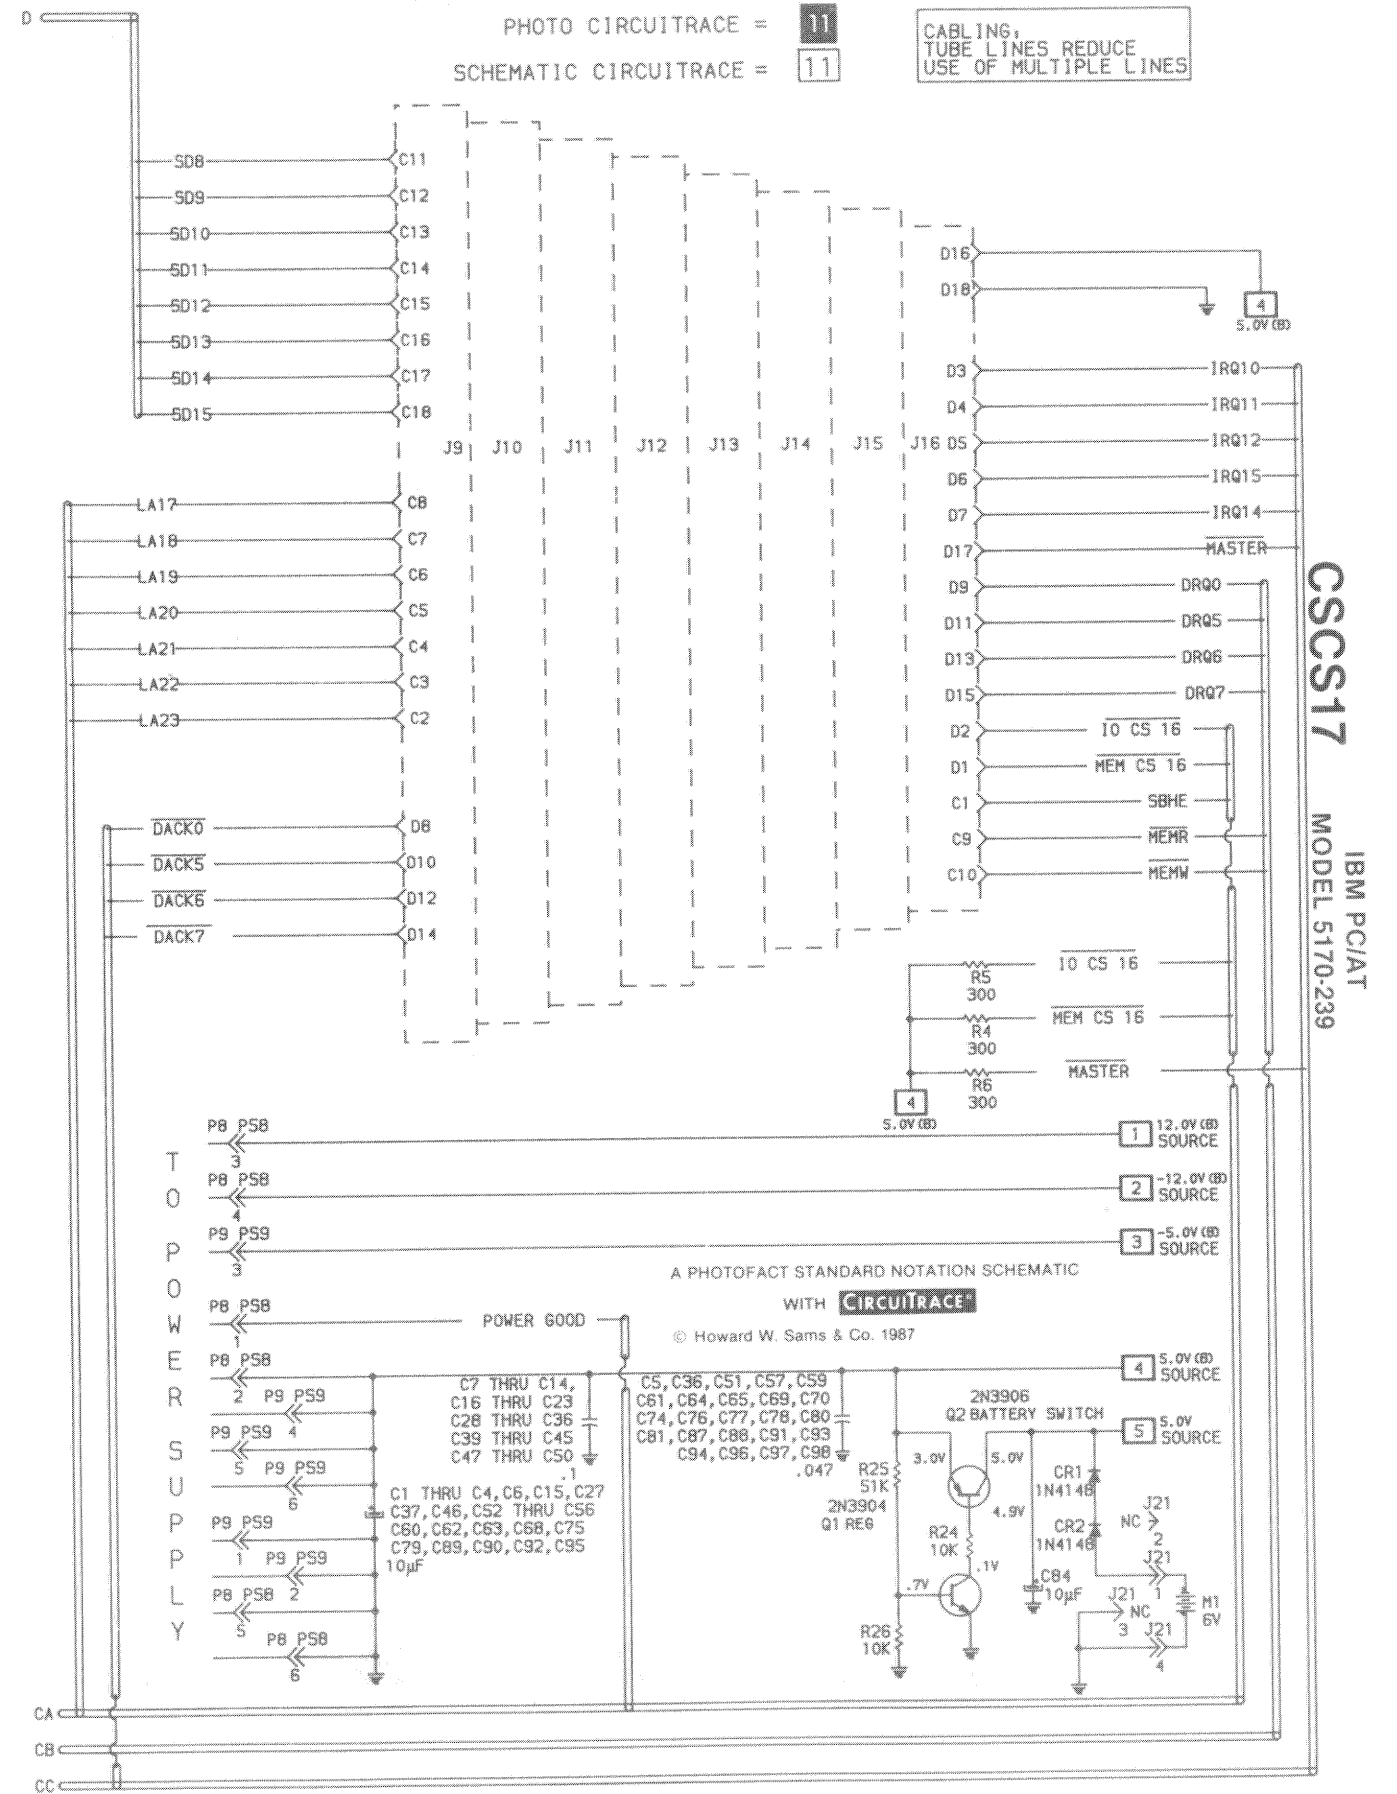 D
PHOTO CIRCUITRACE = 11
SCHEMATIC CIRCUITRACE = 11
CABLING,
TUBE LINES REDUCE
USE OF MULTIPLE LINES
SD8 C11
SD9 C12
SD10 C13
SD11 C14
SD12 C15
SD13 C16
SD14 C17
SD15 C18
D16
D18
4
5.0V(B)
D3 IRQ10
D4 IRQ11
J9 J10 J11 J12 J13 J14 J15 J16 D5 IRQ12
D6 IRQ15
D7 IRQ14
D17 MASTER
D9 DRQ0
D11 DRQ5
D13 DRQ6
D15 DRQ7
D2 IO CS 16
D1 MEM CS 16
C1 SBHE
C9 MEMR
C10 MEMW
LA17 C8
LA18 C7
LA19 C6
LA20 C5
LA21 C4
LA22 C3
LA23 C2
DACK0 D8
DACK5 D10
DACK6 D12
DACK7 D14
CSCS17
IBM PC/AT
MODEL 5170-239
R5
300
IO CS 16
R4
300
MEM CS 16
R6
300
MASTER
4
5.0V(B)
TO POWER SUPPLY
P8 PS8
3
1 12.0V(B)
SOURCE
P8 PS8
4
2 -12.0V(B)
SOURCE
P9 PS9
3
3 -5.0V(B)
SOURCE
A PHOTOFACT STANDARD NOTATION SCHEMATIC
WITH CIRCUITRACE
© Howard W. Sams & Co. 1987
P8 PS8
1
POWER GOOD
P8 PS8
2
4 5.0V(B)
SOURCE
P9 PS9
4
P9 PS9
5
P9 PS9
6
P9 PS9
1
P9 PS9
2
P8 PS8
5
P8 PS8
6
C7 THRU C14,
C16 THRU C23
C28 THRU C36
C39 THRU C45
C47 THRU C50
.1
C5,C36,C51,C57,C59
C61,C64,C65,C69,C70
C74,C76,C77,C78,C80
C81,C87,C88,C91,C93
C94,C96,C97,C98
.047
C1 THRU C4,C6,C15,C27
C37,C46,C52 THRU C56
C60,C62,C63,C68,C75
C79,C89,C90,C92,C95
10µF
2N3906
Q2 BATTERY SWITCH
5 5.0V
SOURCE
3.0V
5.0V
R25
51K
2N3904
Q1 REG
4.9V
R24
10K
.1V
.7V
R26
10K
CR1
1N4148
CR2
1N4148
C84
10µF
J21
NC
2
J21
1
J21
NC
3
J21
4
M1
6V
CA
CB
CC